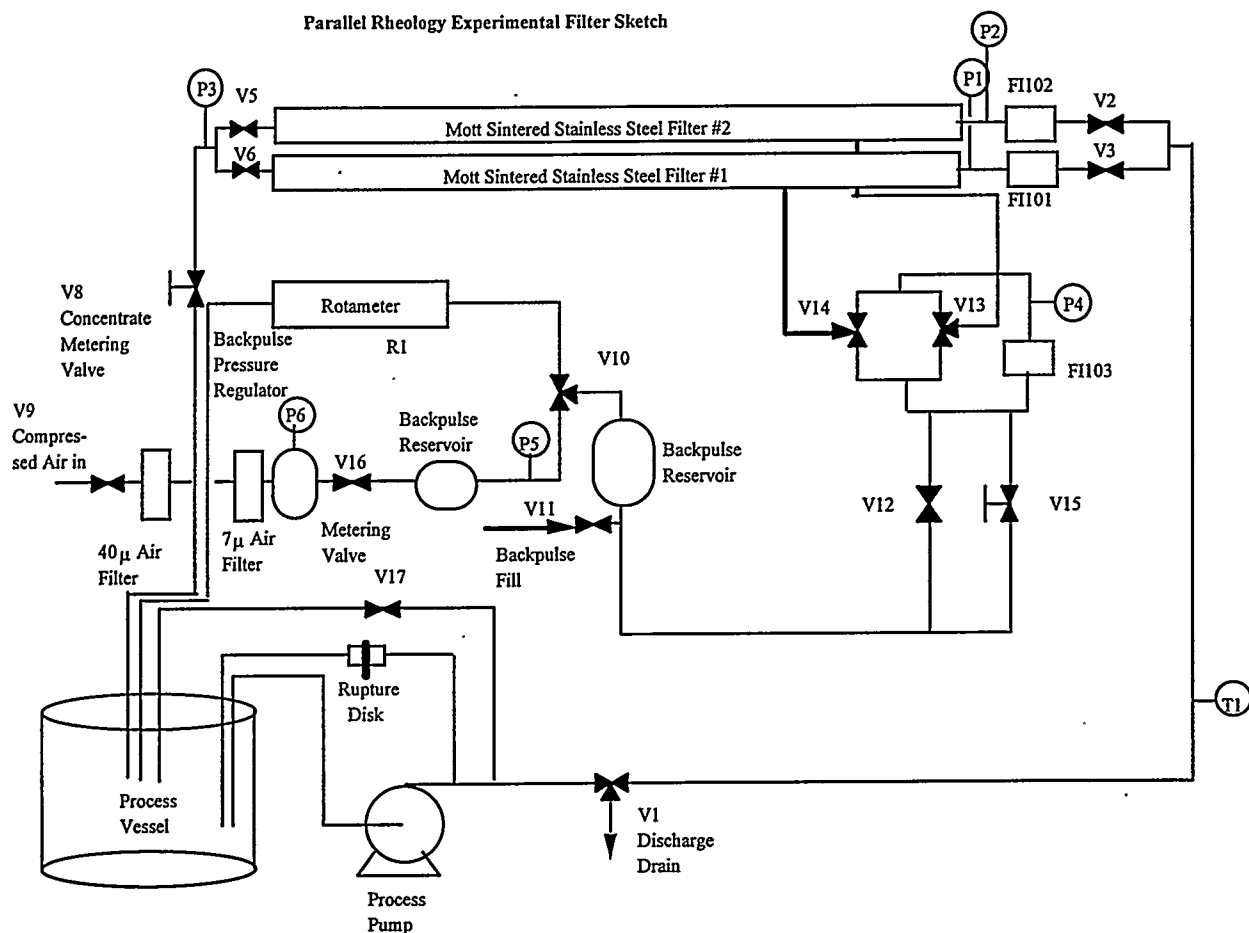 Parallel Rheology Experimental Filter Sketch
P2
P1
P3
V5
FI102
V2
Mott Sintered Stainless Steel Filter #2
V6
V3
Mott Sintered Stainless Steel Filter #1
FI101
V8
Concentrate
Metering
Valve
Rotameter
R1
Backpulse
Pressure
Regulator
V14
V13
P4
V10
FI103
V9
Compres-
sed Air in
P6
Backpulse
Reservoir
P5
V16
Backpulse
Reservoir
V12
V15
V11
Metering
Valve
Backpulse
Fill
40μ Air
Filter
7μ Air
Filter
V17
Rupture
Disk
T1
Process
Vessel
V1
Discharge
Drain
Process
Pump